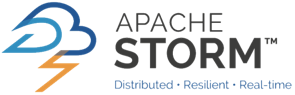 APACHE
STORM™
Distributed • Resilient • Real-time